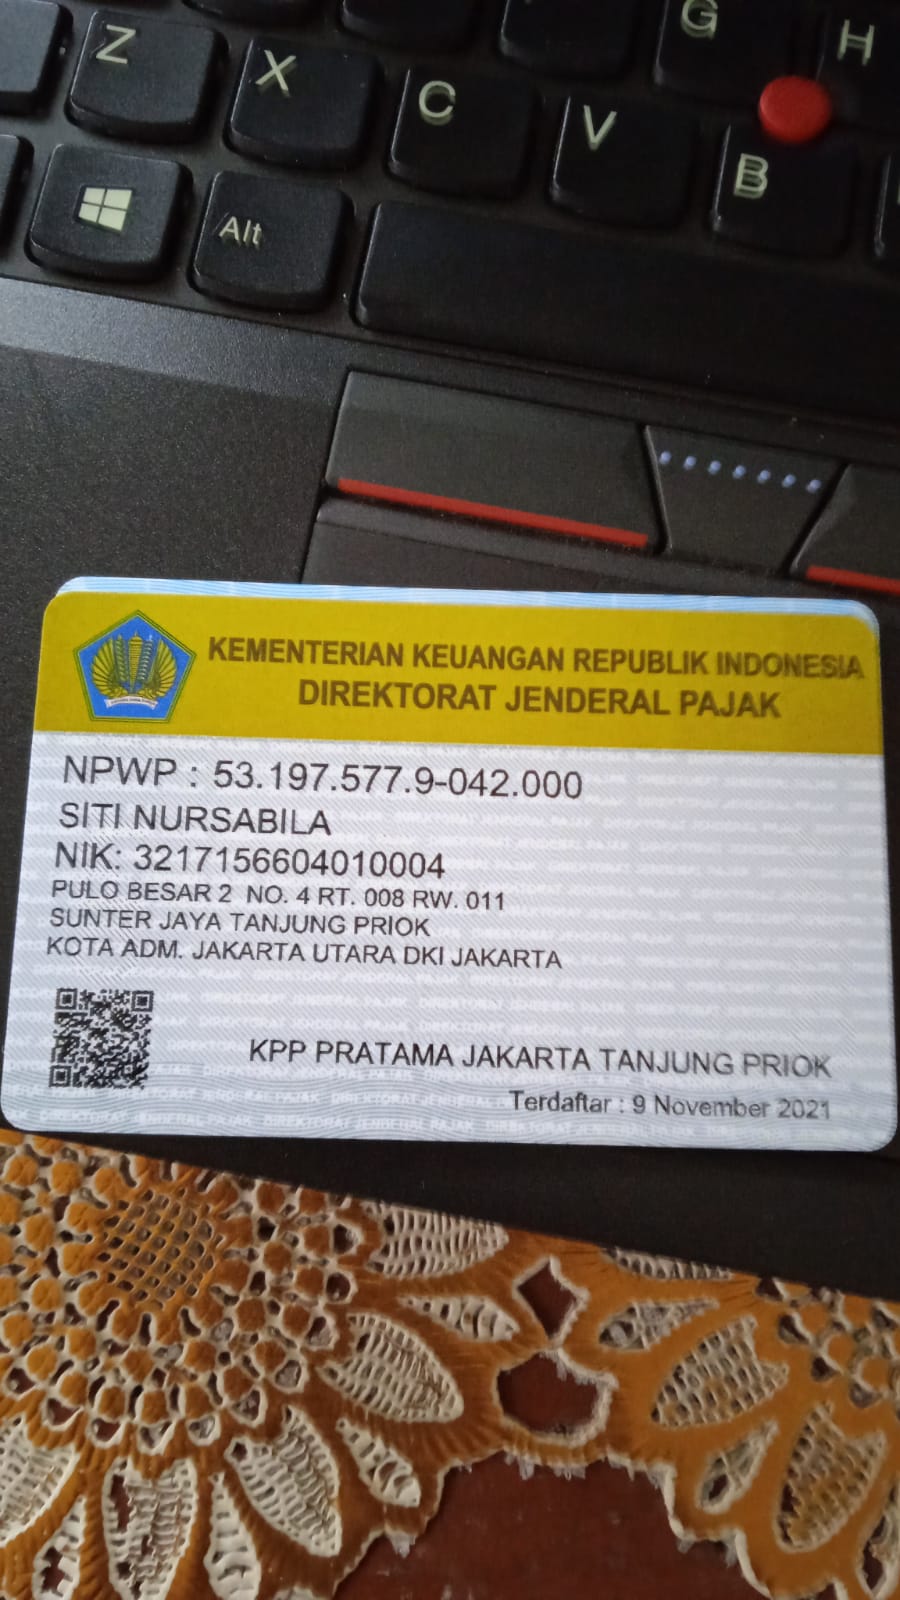 G H
Z X C V B
Alt
KEMENTERIAN KEUANGAN REPUBLIK INDONESIA
DIREKTORAT JENDERAL PAJAK
NPWP : 53.197.577.9-042.000
SITI NURSABILA
NIK: 3217156604010004
PULO BESAR 2 NO. 4 RT. 008 RW. 011
SUNTER JAYA TANJUNG PRIOK
KOTA ADM. JAKARTA UTARA DKI JAKARTA
KPP PRATAMA JAKARTA TANJUNG PRIOK
Terdaftar : 9 November 2021